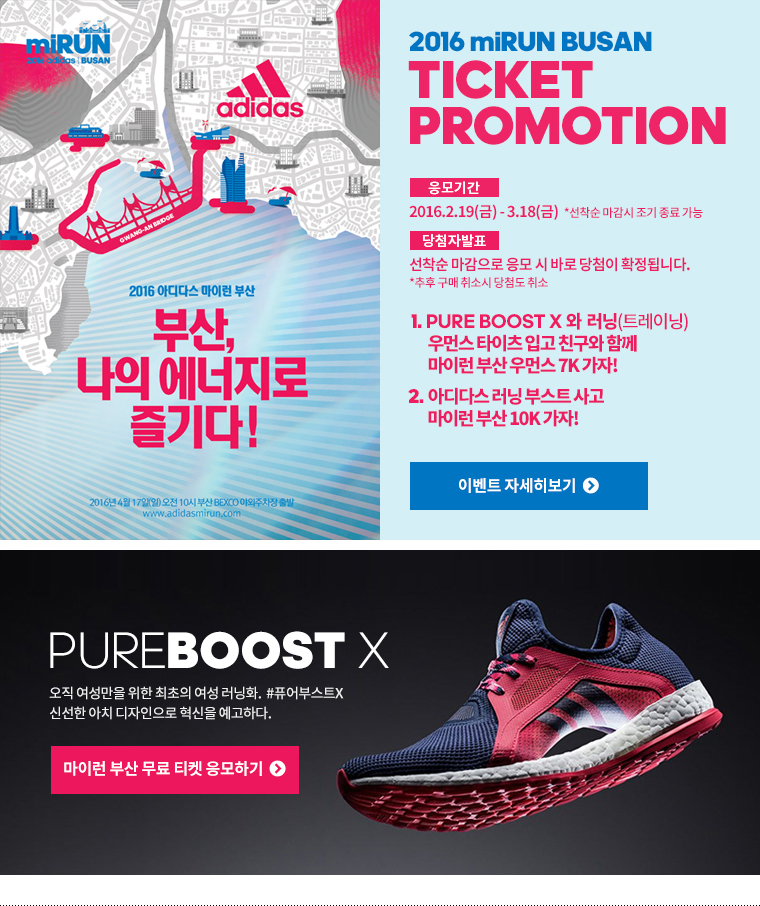 miRUN
2016 adidas | BUSAN
adidas
GWANG-AN BRIDGE
2016 아디다스 마이런 부산
부산,
나의 에너지로
즐기다!
2016년 4월 17일(일) 오전 10시 부산 BEXCO 야외주차장 출발
www.adidasmirun.com
2016 miRUN BUSAN
TICKET
PROMOTION
응모기간
2016.2.19(금) - 3.18(금) *선착순 마감시 조기 종료 가능
당첨자발표
선착순 마감으로 응모 시 바로 당첨이 확정됩니다.
*추후 구매 취소시 당첨도 취소
1. PURE BOOST X 와 러닝(트레이닝)
우먼스 타이츠 입고 친구와 함께
마이런 부산 우먼스 7K 가자!
2. 아디다스 러닝 부스트 사고
마이런 부산 10K 가자!
이벤트 자세히보기
PUREBOOST X
오직 여성만을 위한 최초의 여성 러닝화. #퓨어부스트X
신선한 아치 디자인으로 혁신을 예고하다.
마이런 부산 무료 티켓 응모하기